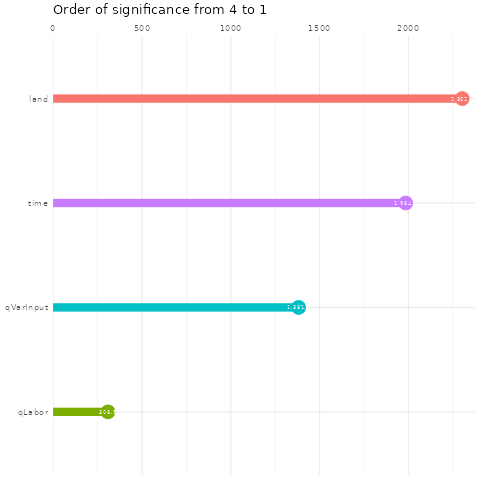 Order of significance from 4 to 1
0 500 1000 1500 2000
land
time
qVarInput
qLabor